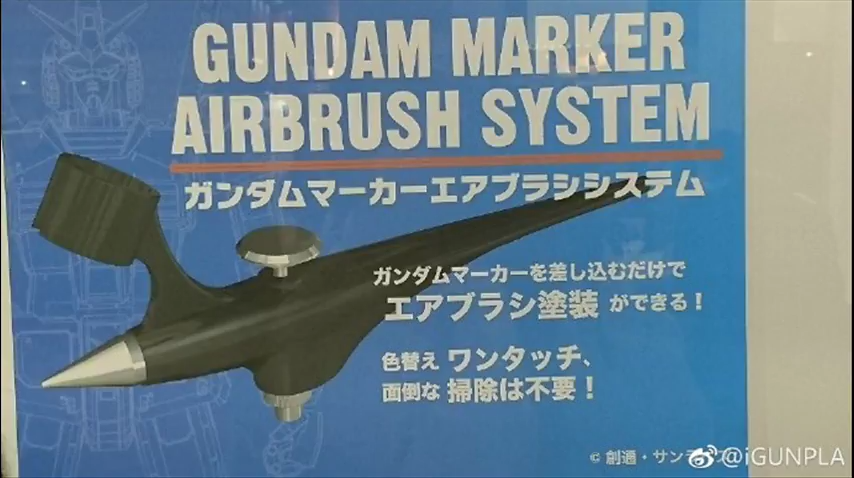 GUNDAM MARKER
AIRBRUSH SYSTEM
ガンダムマーカーエアブラシシステム
ガンダムマーカーを差し込むだけで
エアブラシ塗装ができる！
色替えワンタッチ、
面倒な掃除は不要！
© 創通・サンライズ
@iGUNPLA